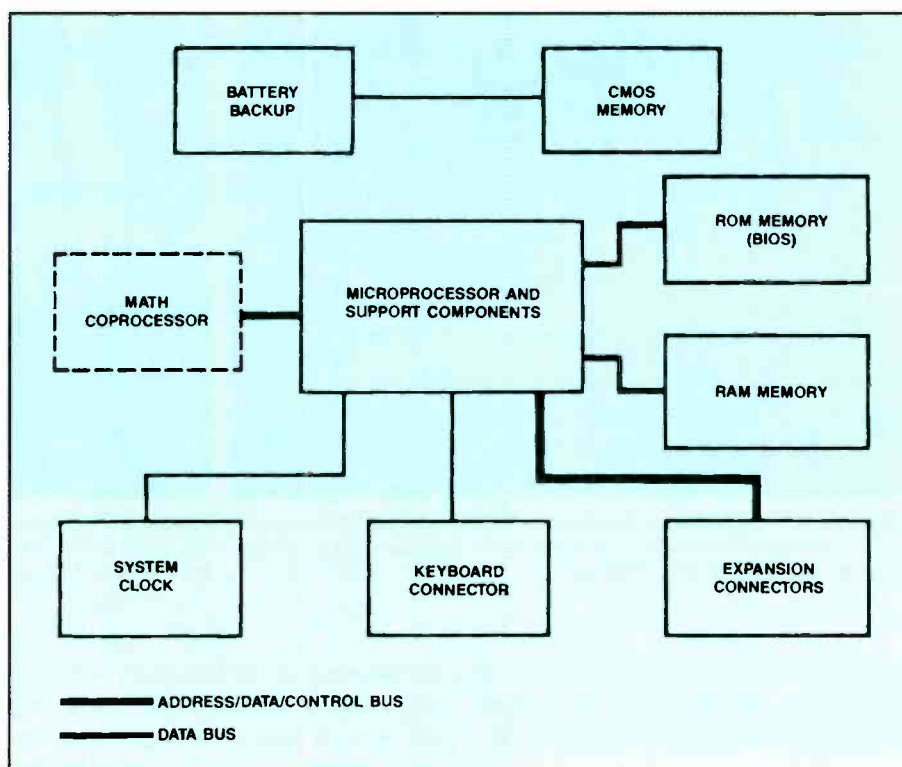 BATTERY
BACKUP
CMOS
MEMORY
ROM MEMORY
(BIOS)
MATH
COPROCESSOR
MICROPROCESSOR AND
SUPPORT COMPONENTS
RAM MEMORY
SYSTEM
CLOCK
KEYBOARD
CONNECTOR
EXPANSION
CONNECTORS
ADDRESS/DATA/CONTROL BUS
DATA BUS